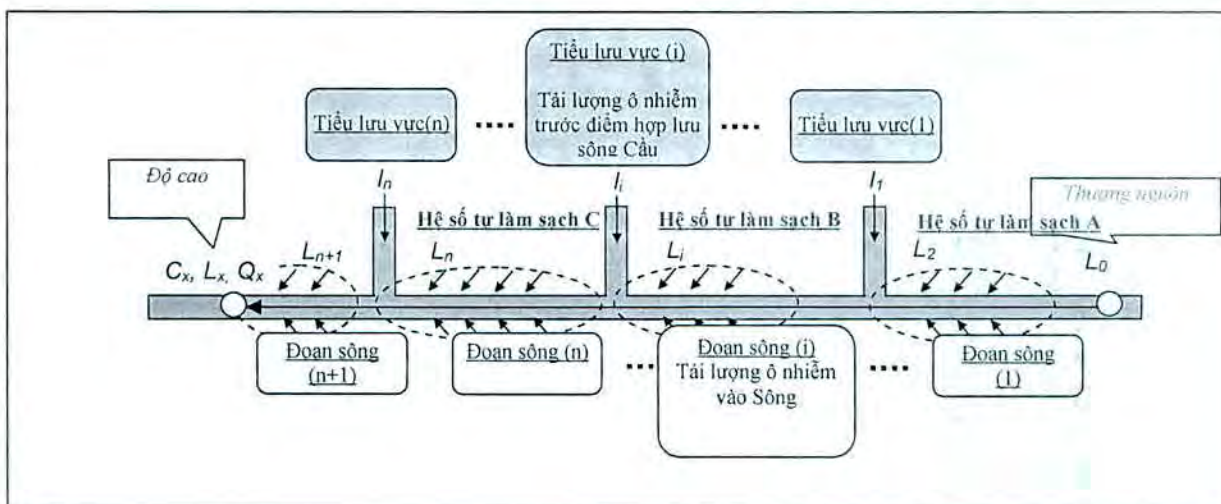 Tiểu lưu vực (i)
Tải lượng ô nhiễm
trước điểm hợp lưu
sông Cầu
Tiểu lưu vực(n)
....
....
Tiểu lưu vực(1)
Độ cao
Iₙ
Iᵢ
I₁
Thượng nguồn
Hệ số tự làm sạch C
Hệ số tự làm sạch B
Hệ số tự làm sạch A
Cₓ, Lₓ, Qₓ
Lₙ₊₁
Lₙ
Lᵢ
L₂
L₀
Đoạn sông
(n+1)
Đoạn sông (n)
....
Đoạn sông (i)
Tải lượng ô nhiễm
vào Sông
....
Đoạn sông
(1)